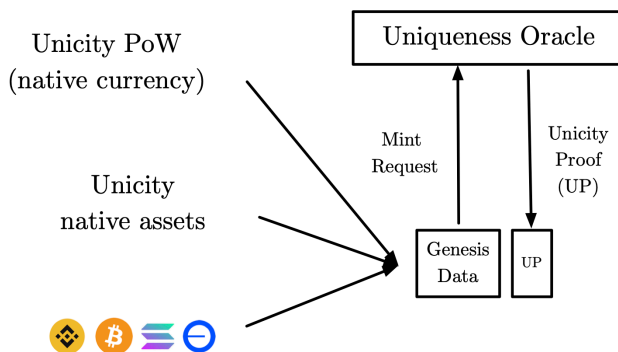 Unicity PoW
(native currency)
Uniqueness Oracle
Mint
Request
Unicity
Proof
(UP)
Unicity
native assets
Genesis
Data
UP